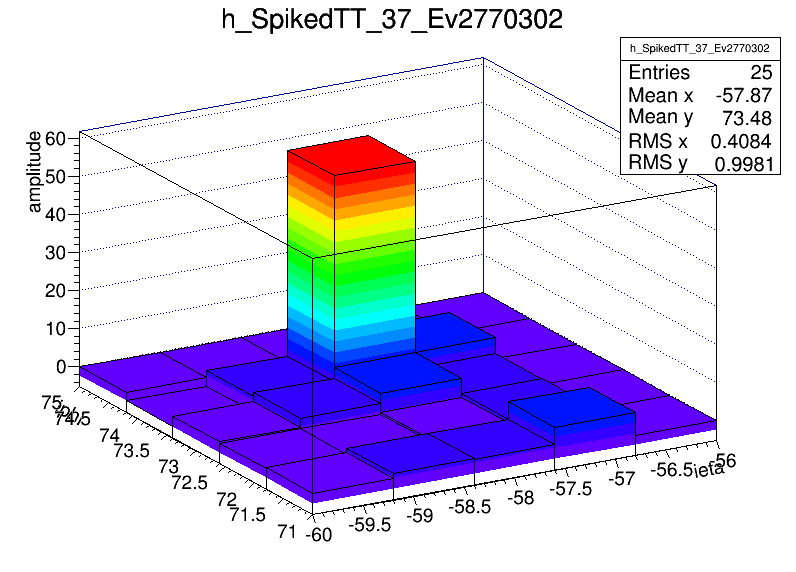 h_SpikedTT_37_Ev2770302
h_SpikedTT_37_Ev2770302
Entries 25
Mean x -57.87
Mean y 73.48
RMS x 0.4084
RMS y 0.9981
amplitude
60
50
40
30
20
10
0
75
74.5
74
73.5
73
72.5
72
71.5
71
-60
-59.5
-59
-58.5
-58
-57.5
-57
-56.5
-56
ieta